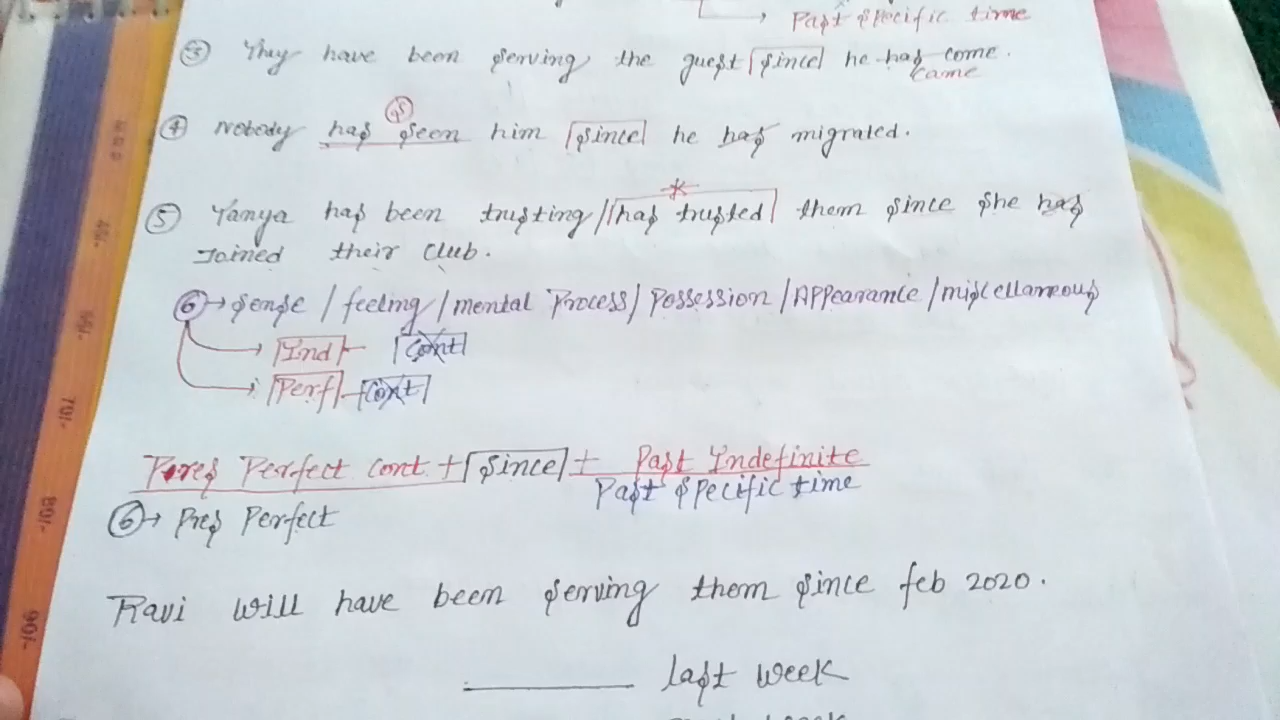 Past specific time
③ They have been serving the guest since he has come.
came
④ Nobody has seen him since he has migrated.
⑤ Tanya has been trusting / has trusted them since she has
Joined their club.
⑥→ sense / feeling / mental Process / Possession / Appearance / miscellaneous
Ind - Cont
Perf - Cont
Pres Perfect Cont + Since + Past Indefinite
Past specific time
⑥→ Pres Perfect
Ravi will have been serving them since feb 2020.
last week